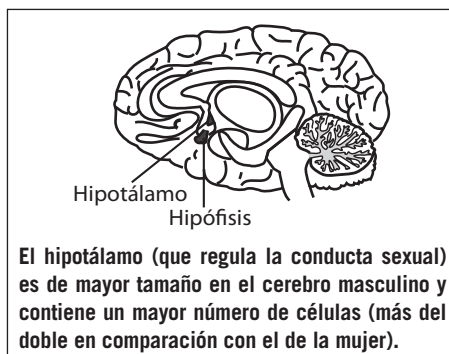 Hipotálamo
Hipófisis
El hipotálamo (que regula la conducta sexual)
es de mayor tamaño en el cerebro masculino y
contiene un mayor número de células (más del
doble en comparación con el de la mujer).